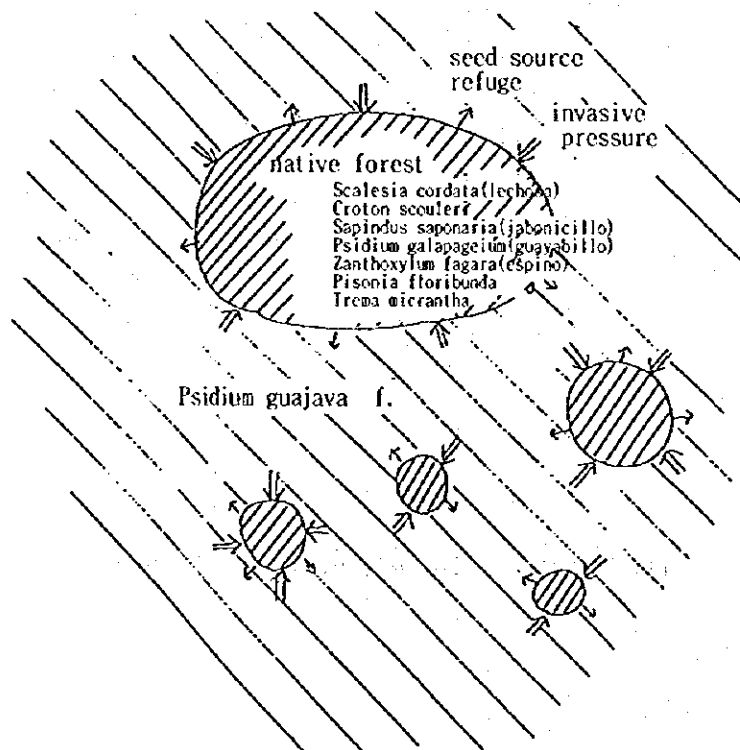 seed source
refuge
invasive
pressure
native forest
Scalesia cordata(lechoso)
Croton scouleri
Sapindus saponaria(jabonicillo)
Psidium galapageium(guayabillo)
Zanthoxylum fagara(espino)
Pisonia floribunda
Trema micrantha
Psidium guajava f.